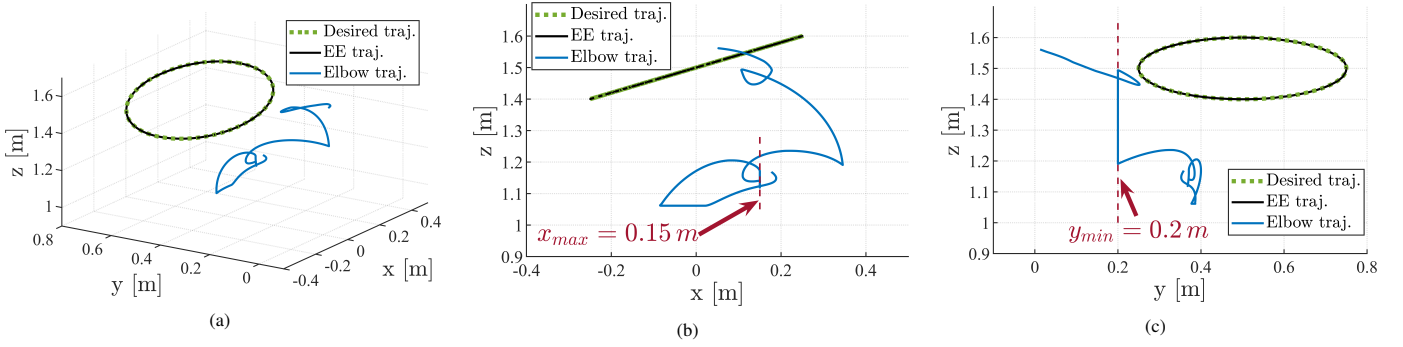 Desired traj.
EE traj.
Elbow traj.
1.6
1.4
1.2
1
z [m]
0.8
0.6
0.4
0.2
0
y [m]
-0.4
-0.2
0
0.2
0.4
x [m]
(a)
Desired traj.
EE traj.
Elbow traj.
1.6
1.5
1.4
1.3
1.2
1.1
1
0.9
z [m]
x_max = 0.15 m
-0.4 -0.2 0 0.2 0.4
x [m]
(b)
1.6
1.5
1.4
1.3
1.2
1.1
1
0.9
z [m]
Desired traj.
EE traj.
Elbow traj.
y_min = 0.2 m
0 0.2 0.4 0.6 0.8
y [m]
(c)